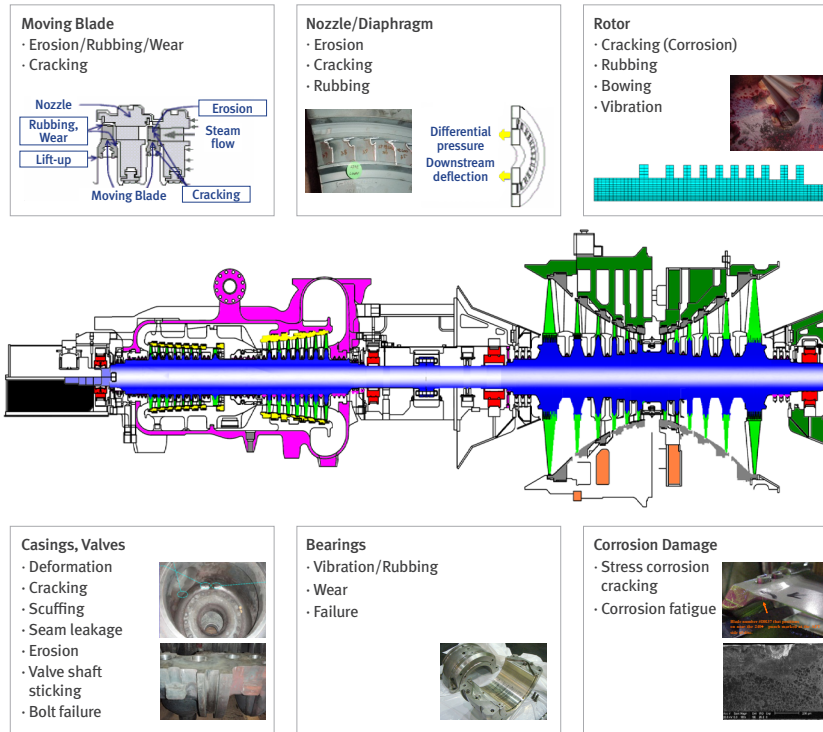 Moving Blade
· Erosion/Rubbing/Wear
· Cracking
Nozzle
Erosion
Rubbing,
Wear
Steam
flow
Lift-up
Moving Blade
Cracking
Nozzle/Diaphragm
· Erosion
· Cracking
· Rubbing
Differential
pressure
Downstream
deflection
Rotor
· Cracking (Corrosion)
· Rubbing
· Bowing
· Vibration
Casings, Valves
· Deformation
· Cracking
· Scuffing
· Seam leakage
· Erosion
· Valve shaft
sticking
· Bolt failure
Bearings
· Vibration/Rubbing
· Wear
· Failure
Corrosion Damage
· Stress corrosion
cracking
· Corrosion fatigue